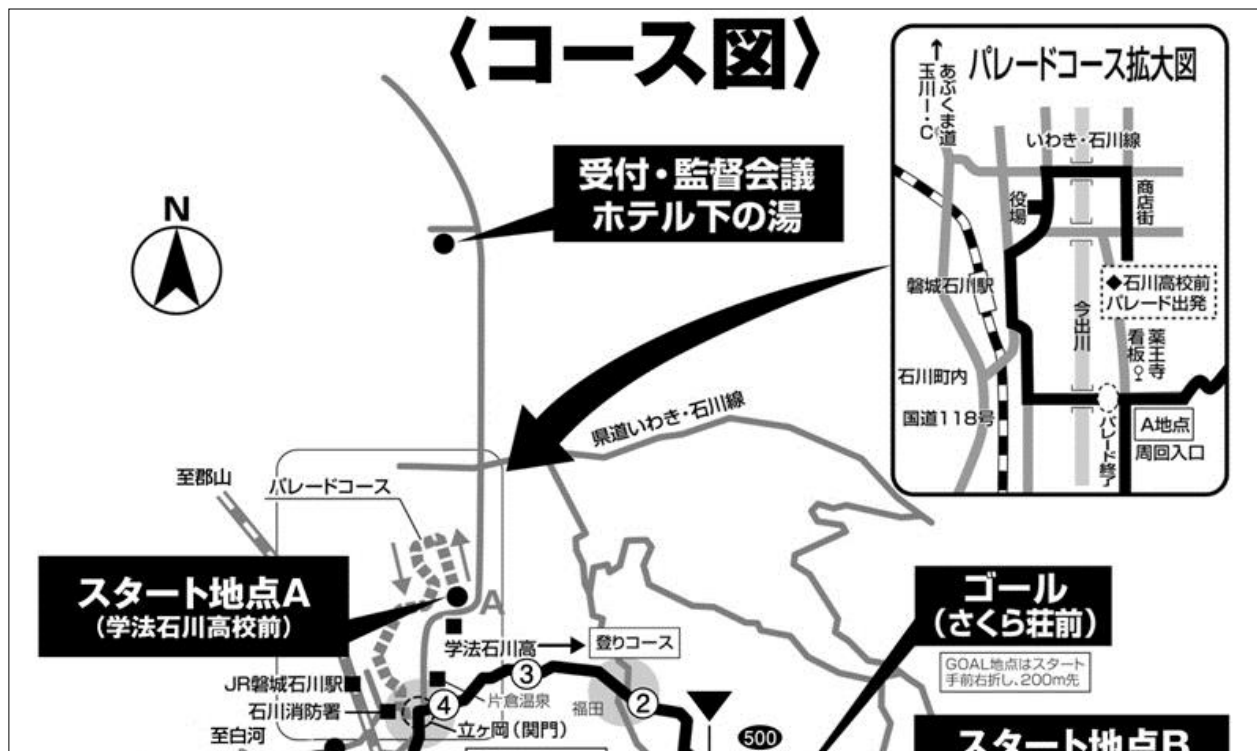 〈コース図〉
パレードコース拡大図
↑あぶくま道
玉川I・C
いわき・石川線
役場
商店街
◆石川高校前
パレード出発
磐城石川駅
今出川
薬王寺
看板
石川町内
国道118号
パレード終了
A地点
周回入口
N
受付・監督会議
ホテル下の湯
県道いわき・石川線
至郡山
パレードコース
スタート地点A
(学法石川高校前)
A
学法石川高
登りコース
ゴール
(さくら荘前)
GOAL地点はスタート
手前右折し、200m先
JR磐城石川駅
片倉温泉
③
②
④
福田
石川消防署
立ヶ岡(関門)
至白河
500
スタート地点B